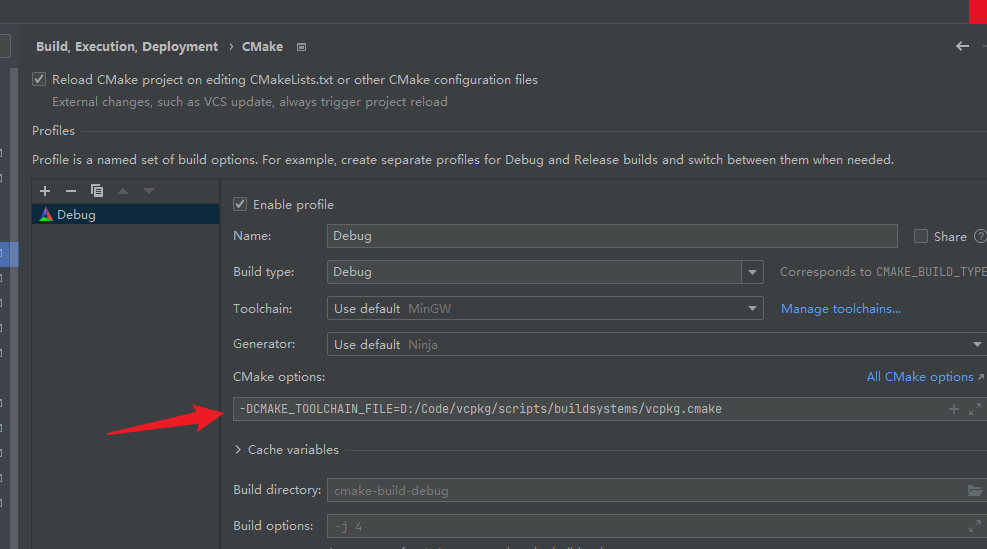 Build, Execution, Deployment › CMake
Reload CMake project on editing CMakeLists.txt or other CMake configuration files
External changes, such as VCS update, always trigger project reload
Profiles
Profile is a named set of build options. For example, create separate profiles for Debug and Release builds and switch between them when needed.
Debug
Enable profile
Name: Debug Share
Build type: Debug Corresponds to CMAKE_BUILD_TYPE
Toolchain: Use default MinGW Manage toolchains...
Generator: Use default Ninja
CMake options: All CMake options
-DCMAKE_TOOLCHAIN_FILE=D:/Code/vcpkg/scripts/buildsystems/vcpkg.cmake
Cache variables
Build directory: cmake-build-debug
Build options: -j 4